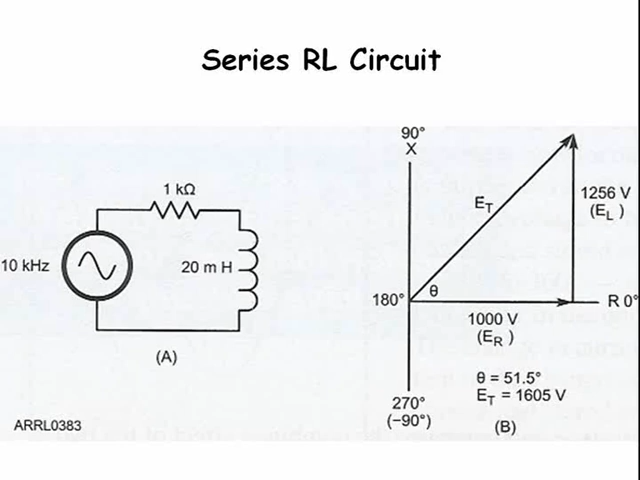 Series RL Circuit
1 kΩ
10 kHz
20 m H
(A)
ARRL0383
90°
X
E_T
1256 V
(E_L )
180°
θ
R 0°
1000 V
(E_R )
θ = 51.5°
E_T = 1605 V
270°
(−90°)
(B)